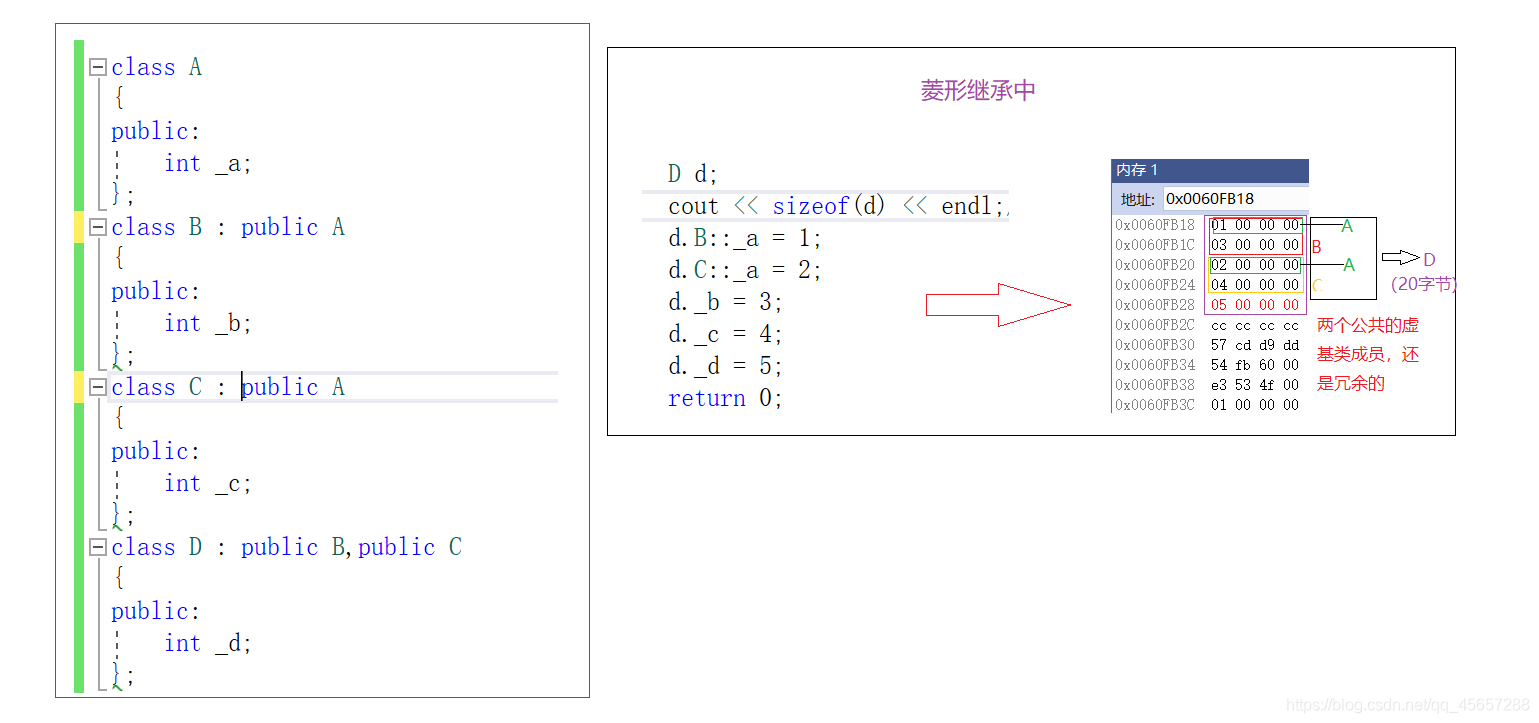 class A
{
public:
int _a;
};
class B : public A
{
public:
int _b;
};
class C : public A
{
public:
int _c;
};
class D : public B,public C
{
public:
int _d;
};
菱形继承中
D d;
cout << sizeof(d) << endl;
d.B::_a = 1;
d.C::_a = 2;
d._b = 3;
d._c = 4;
d._d = 5;
return 0;
内存 1
地址: 0x0060FB18
0x0060FB18 01 00 00 00 A
0x0060FB1C 03 00 00 00 B
0x0060FB20 02 00 00 00 A
0x0060FB24 04 00 00 00 C
0x0060FB28 05 00 00 00
0x0060FB2C cc cc cc cc
0x0060FB30 57 cd d9 dd
0x0060FB34 54 fb 60 00
0x0060FB38 e3 53 4f 00
0x0060FB3C 01 00 00 00
D
(20字节)
两个公共的虚
基类成员，还
是冗余的
https://blog.csdn.net/qq_45657288